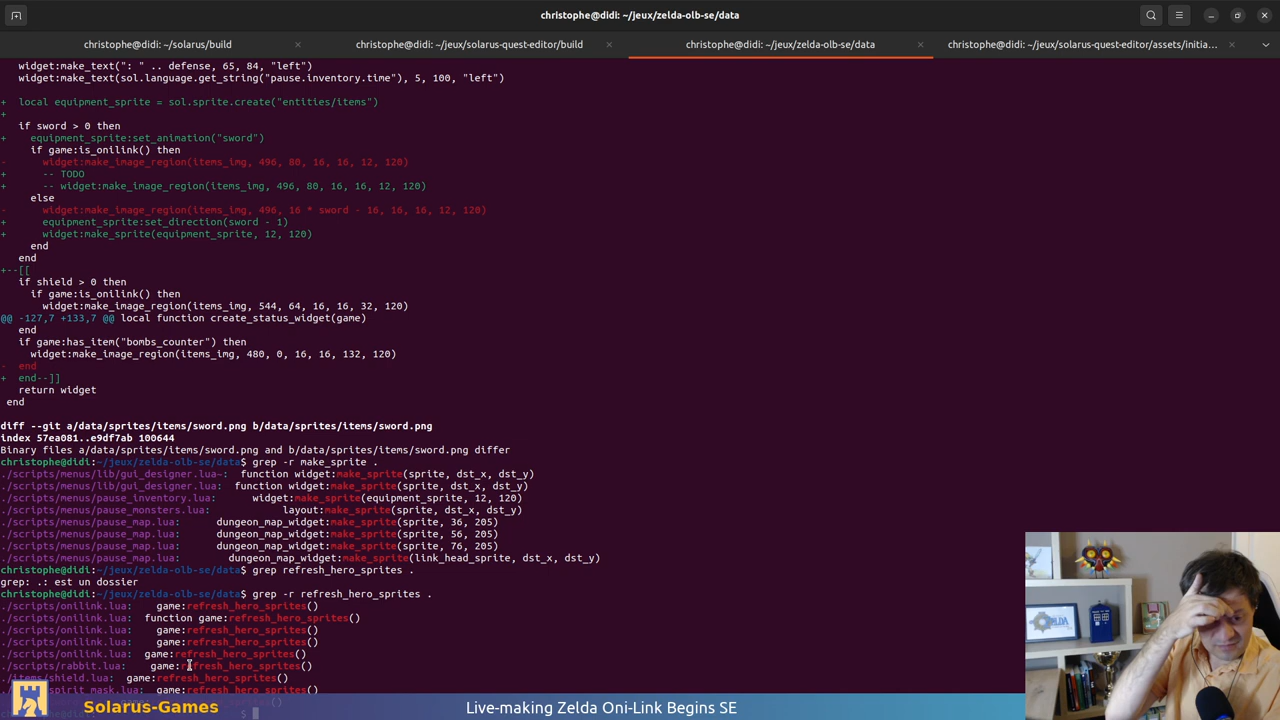 christophe@didi: ~/jeux/zelda-olb-se/data
christophe@didi: ~/solarus/build
christophe@didi: ~/jeux/solarus-quest-editor/build
christophe@didi: ~/jeux/zelda-olb-se/data
christophe@didi: ~/jeux/solarus-quest-editor/assets/initia...
widget:make_text(": " .. defense, 65, 84, "left")
widget:make_text(sol.language.get_string("pause.inventory.time"), 5, 100, "left")
+ local equipment_sprite = sol.sprite.create("entities/items")
+
if sword > 0 then
+ equipment_sprite:set_animation("sword")
if game:is_onilink() then
- widget:make_image_region(items_img, 496, 80, 16, 16, 12, 120)
+ -- TODO
+ -- widget:make_image_region(items_img, 496, 80, 16, 16, 12, 120)
else
- widget:make_image_region(items_img, 496, 16 * sword - 16, 16, 16, 12, 120)
+ equipment_sprite:set_direction(sword - 1)
+ widget:make_sprite(equipment_sprite, 12, 120)
end
end
+--[[
if shield > 0 then
if game:is_onilink() then
widget:make_image_region(items_img, 544, 64, 16, 16, 32, 120)
@@ -127,7 +133,7 @@ local function create_status_widget(game)
end
if game:has_item("bombs_counter") then
widget:make_image_region(items_img, 480, 0, 16, 16, 132, 120)
- end
+ end--]]
return widget
end
diff --git a/data/sprites/items/sword.png b/data/sprites/items/sword.png
index 57ea081..e9df7ab 100644
Binary files a/data/sprites/items/sword.png and b/data/sprites/items/sword.png differ
christophe@didi:~/jeux/zelda-olb-se/data$ grep -r make_sprite .
./scripts/menus/lib/gui_designer.lua~: function widget:make_sprite(sprite, dst_x, dst_y)
./scripts/menus/lib/gui_designer.lua: function widget:make_sprite(sprite, dst_x, dst_y)
./scripts/menus/pause_inventory.lua: widget:make_sprite(equipment_sprite, 12, 120)
./scripts/menus/pause_monsters.lua: layout:make_sprite(sprite, dst_x, dst_y)
./scripts/menus/pause_map.lua: dungeon_map_widget:make_sprite(sprite, 36, 205)
./scripts/menus/pause_map.lua: dungeon_map_widget:make_sprite(sprite, 56, 205)
./scripts/menus/pause_map.lua: dungeon_map_widget:make_sprite(sprite, 76, 205)
./scripts/menus/pause_map.lua: dungeon_map_widget:make_sprite(link_head_sprite, dst_x, dst_y)
christophe@didi:~/jeux/zelda-olb-se/data$ grep refresh_hero_sprites .
grep: .: est un dossier
christophe@didi:~/jeux/zelda-olb-se/data$ grep -r refresh_hero_sprites .
./scripts/onilink.lua: game:refresh_hero_sprites()
./scripts/onilink.lua: function game:refresh_hero_sprites()
./scripts/onilink.lua: game:refresh_hero_sprites()
./scripts/onilink.lua: game:refresh_hero_sprites()
./scripts/onilink.lua: game:refresh_hero_sprites()
./scripts/rabbit.lua: game:refresh_hero_sprites()
./items/shield.lua: game:refresh_hero_sprites()
spirit_mask.lua: game:refresh_hero_sprites()
$
Solarus-Games
Live-making Zelda Oni-Link Begins SE